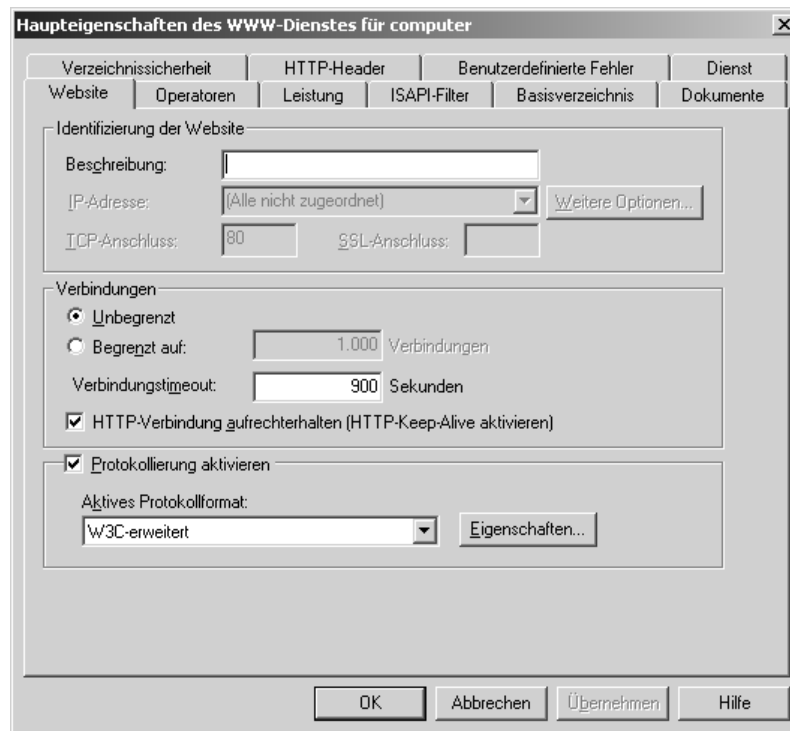 Haupteigenschaften des WWW-Dienstes für computer
Verzeichnissicherheit HTTP-Header Benutzerdefinierte Fehler Dienst
Website Operatoren Leistung ISAPI-Filter Basisverzeichnis Dokumente
Identifizierung der Website
Beschreibung:
IP-Adresse: (Alle nicht zugeordnet) Weitere Optionen...
TCP-Anschluss: 80 SSL-Anschluss:
Verbindungen
Unbegrenzt
Begrenzt auf: 1.000 Verbindungen
Verbindungstimeout: 900 Sekunden
HTTP-Verbindung aufrechterhalten (HTTP-Keep-Alive aktivieren)
Protokollierung aktivieren
Aktives Protokollformat:
W3C-erweitert Eigenschaften...
OK Abbrechen Übernehmen Hilfe